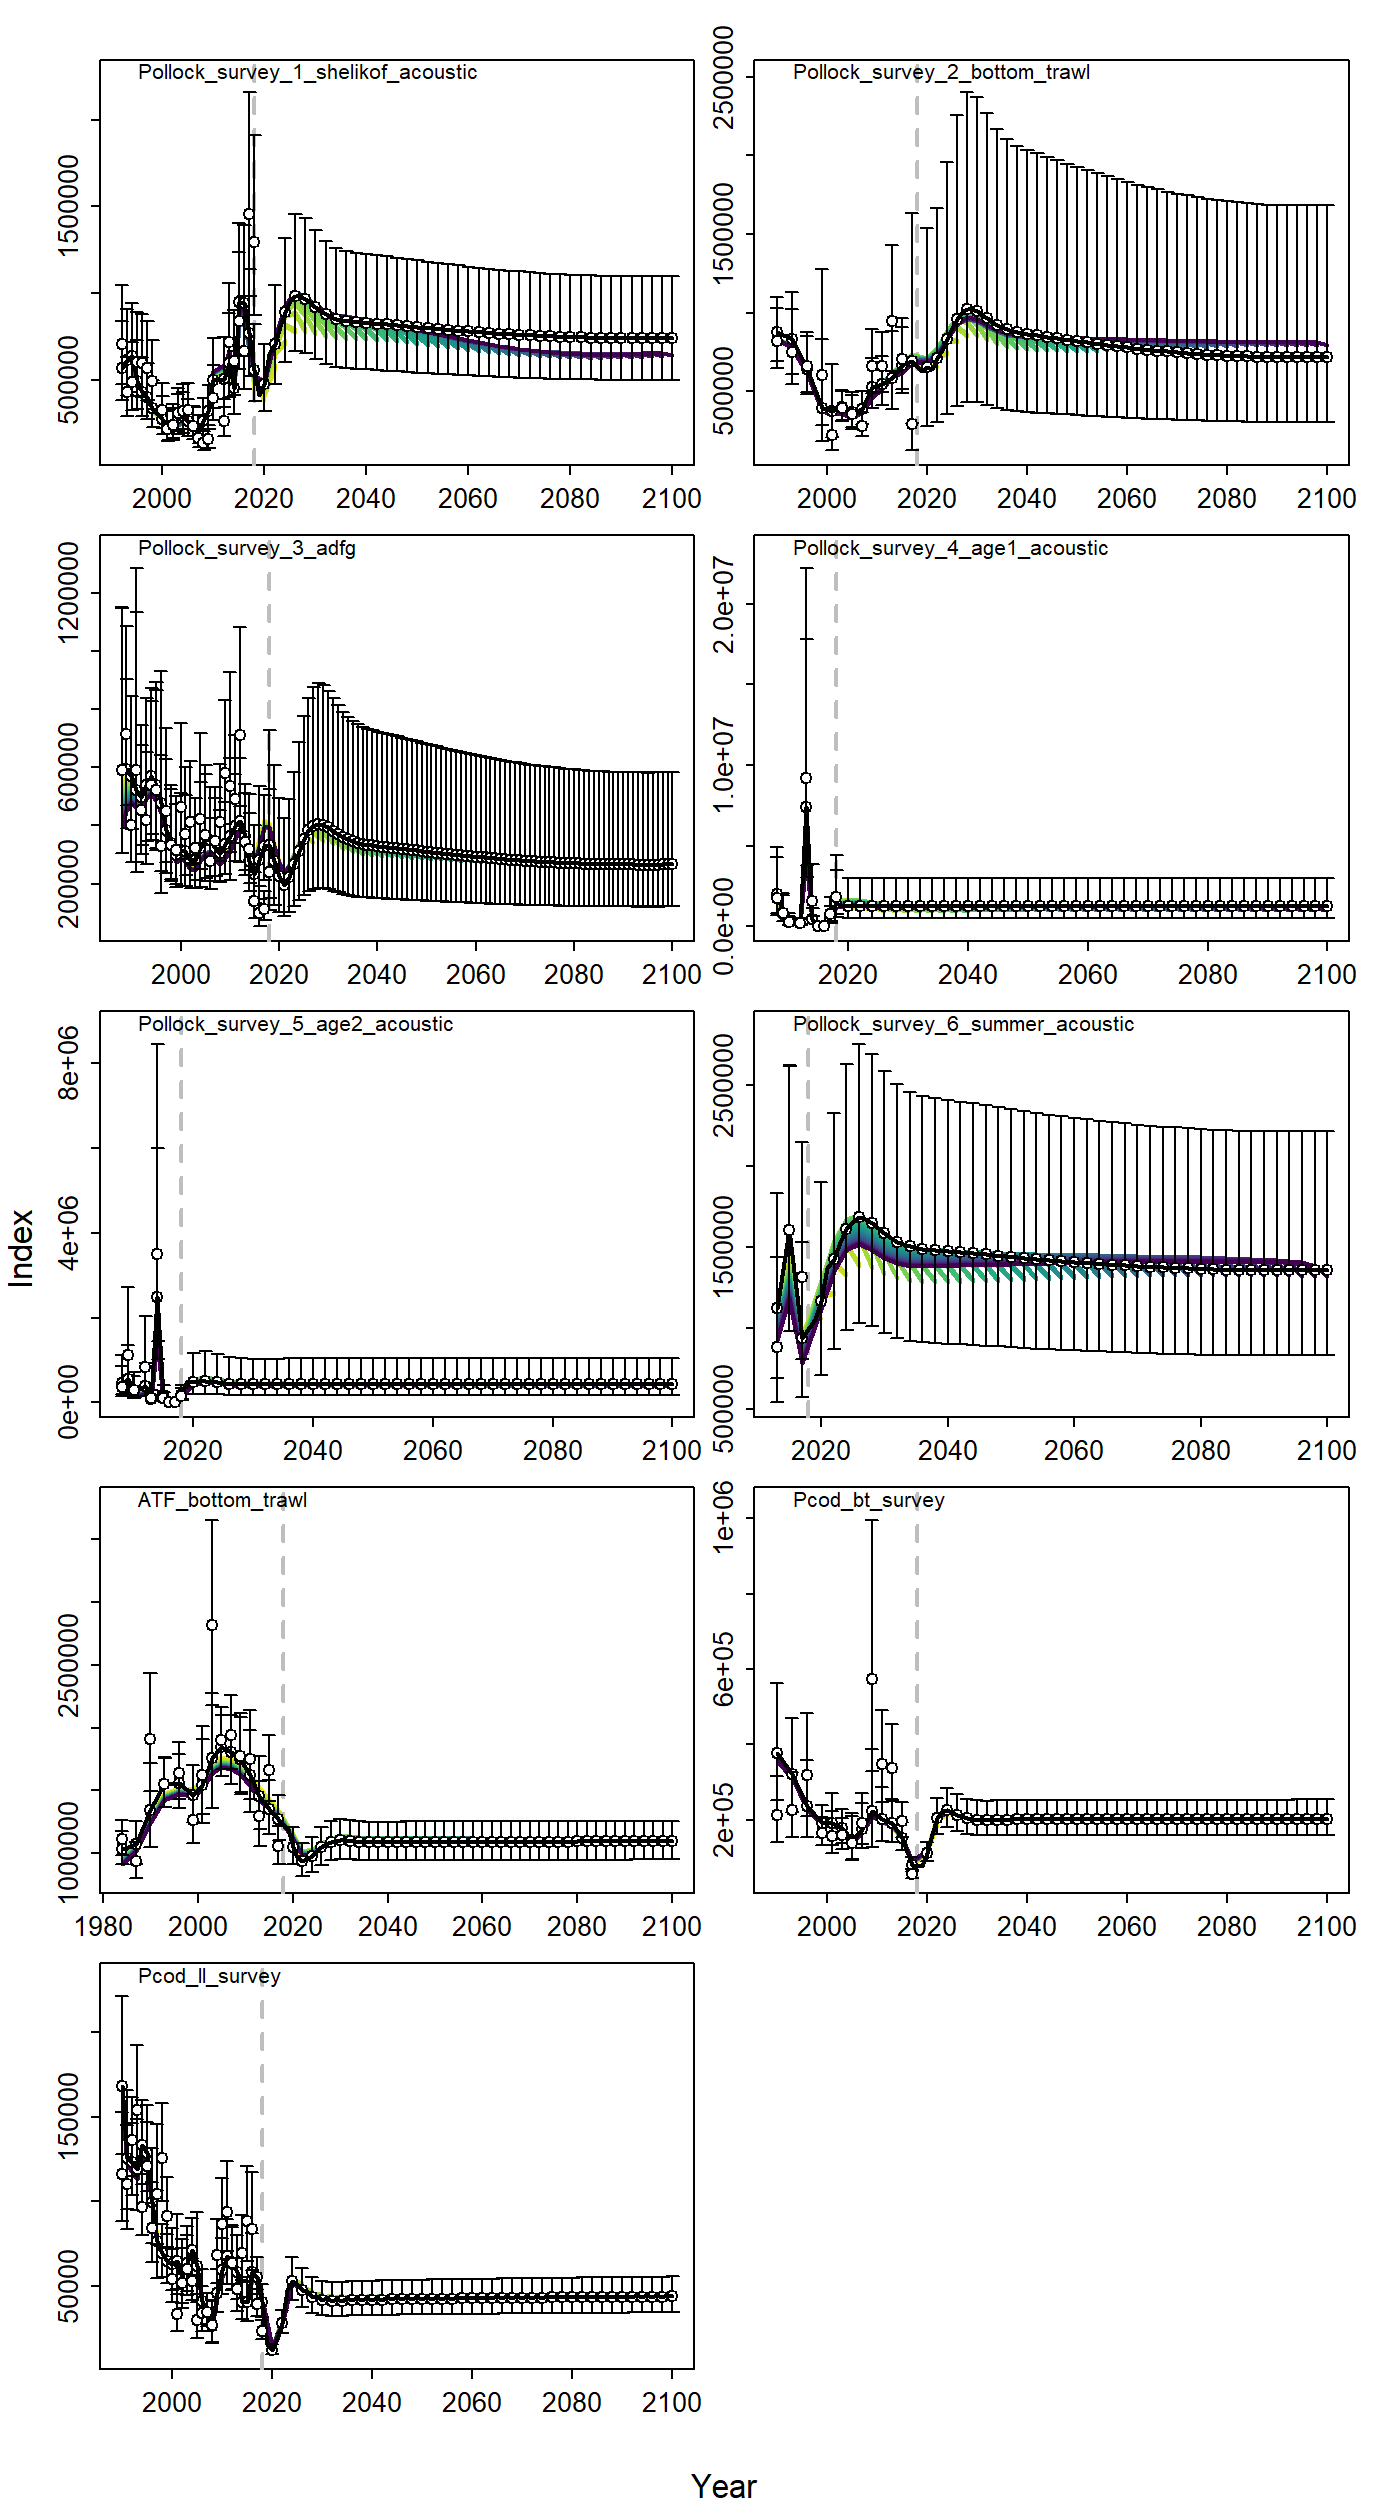 Pollock_survey_1_shelikof_acoustic
500000 1500000
2000 2020 2040 2060 2080 2100
Pollock_survey_2_bottom_trawl
500000 1500000 2500000
2000 2020 2040 2060 2080 2100
Pollock_survey_3_adfg
200000 600000 1200000
2000 2020 2040 2060 2080 2100
Pollock_survey_4_age1_acoustic
0.0e+00 1.0e+07 2.0e+07
2020 2040 2060 2080 2100
Pollock_survey_5_age2_acoustic
0e+00 4e+06 8e+06
2020 2040 2060 2080 2100
Pollock_survey_6_summer_acoustic
500000 1500000 2500000
2020 2040 2060 2080 2100
Index
ATF_bottom_trawl
1000000 2500000
1980 2000 2020 2040 2060 2080 2100
Pcod_bt_survey
2e+05 6e+05 1e+06
2000 2020 2040 2060 2080 2100
Pcod_ll_survey
50000 150000
2000 2020 2040 2060 2080 2100
Year